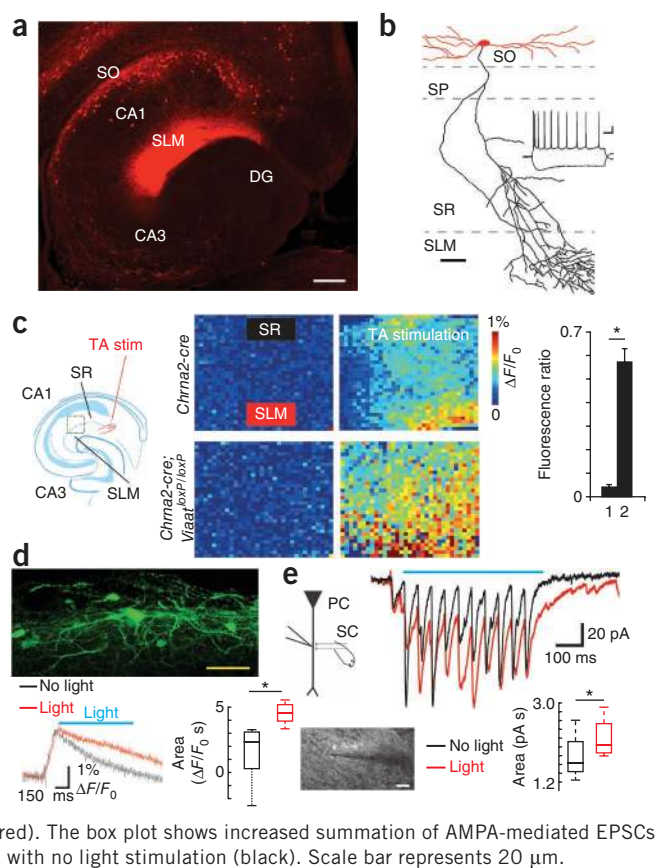 a
SO
CA1
SLM
DG
CA3
b
SO
SP
SR
SLM
c
TA stim
SR
CA1
CA3
SLM
Chrna2-cre
SR
SLM
TA stimulation
1%
ΔF/F0
0
Chrna2-cre;
Viaat loxP/loxP
0.7
*
Fluorescence ratio
0
1 2
d
No light
Light
Light
1%
ΔF/F0
150 ms
*
Area
(ΔF/F0 s)
5
0
e
PC
SC
20 pA
100 ms
No light
Light
*
3.0
Area (pA s)
1.2
red). The box plot shows increased summation of AMPA-mediated EPSCs
with no light stimulation (black). Scale bar represents 20 μm.